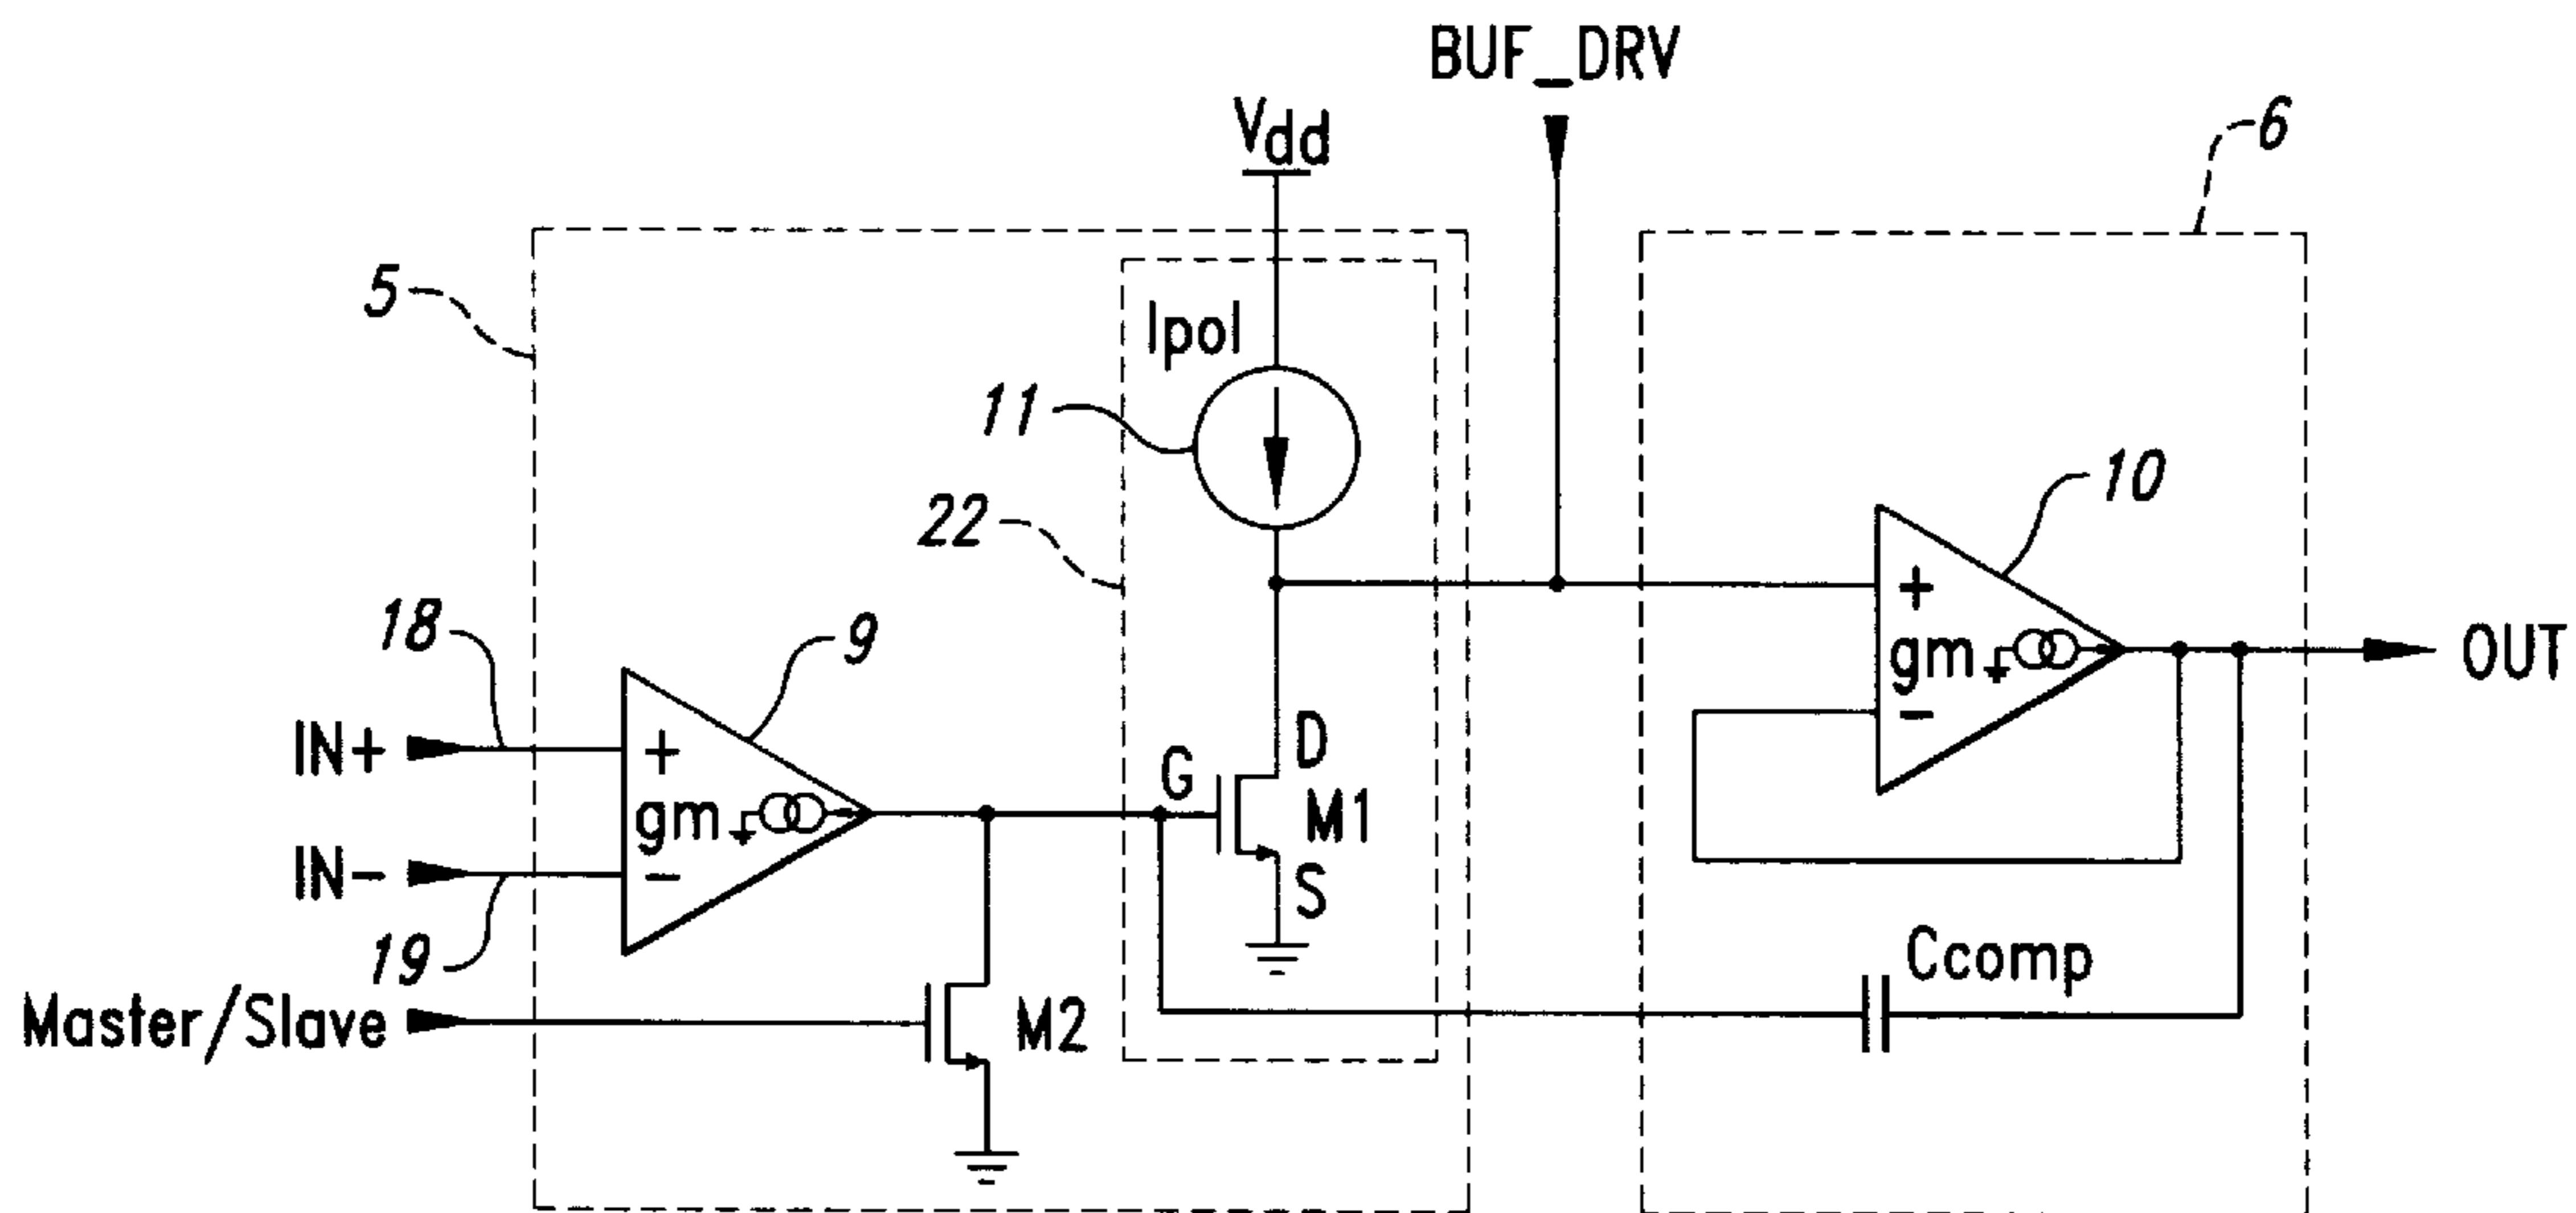 BUF_DRV
Vdd
6
5
Ipol
11
10
22
+
gm
-
OUT
18
9
IN+
+
gm
-
IN-
19
G
D
M1
S
Ccomp
Master/Slave
M2